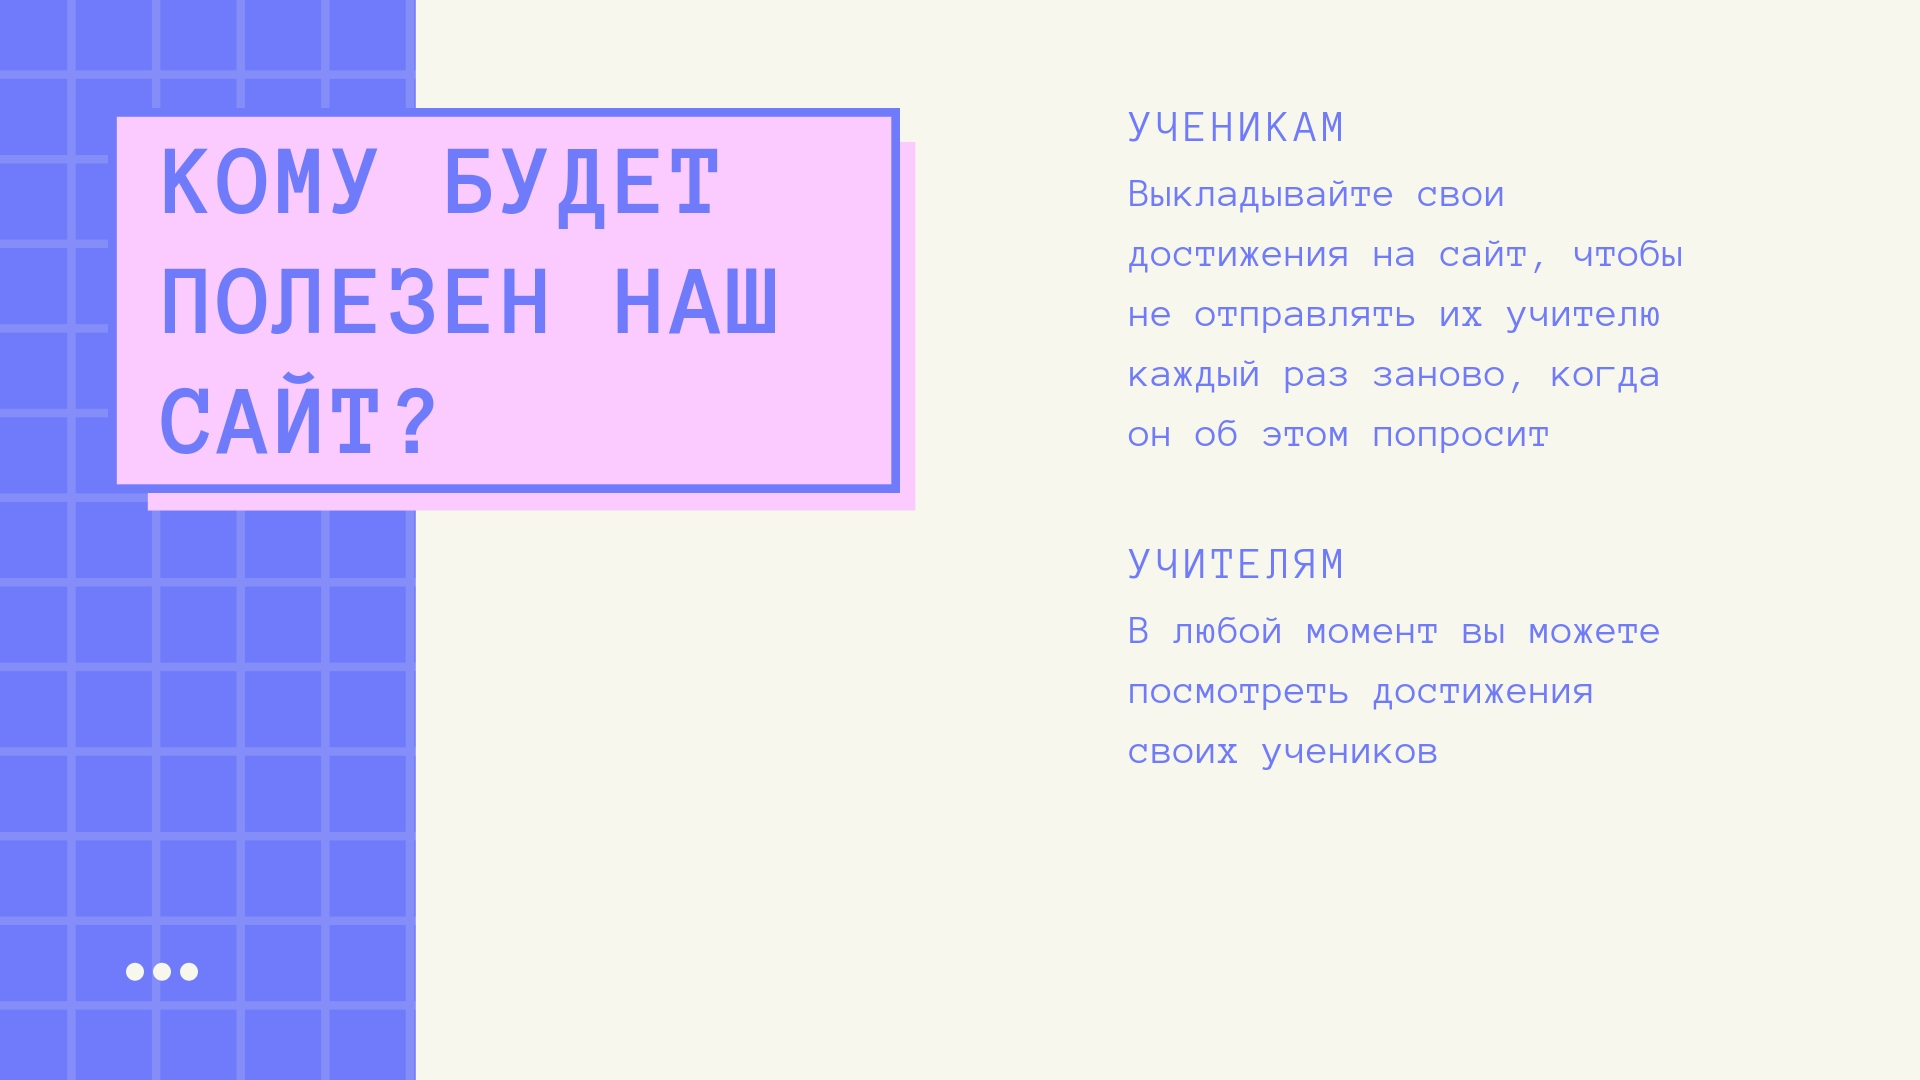 КОМУ БУДЕТ
ПОЛЕЗЕН НАШ
САЙТ?
УЧЕНИКАМ
Выкладывайте свои
достижения на сайт, чтобы
не отправлять их учителю
каждый раз заново, когда
он об этом попросит
УЧИТЕЛЯМ
В любой момент вы можете
посмотреть достижения
своих учеников